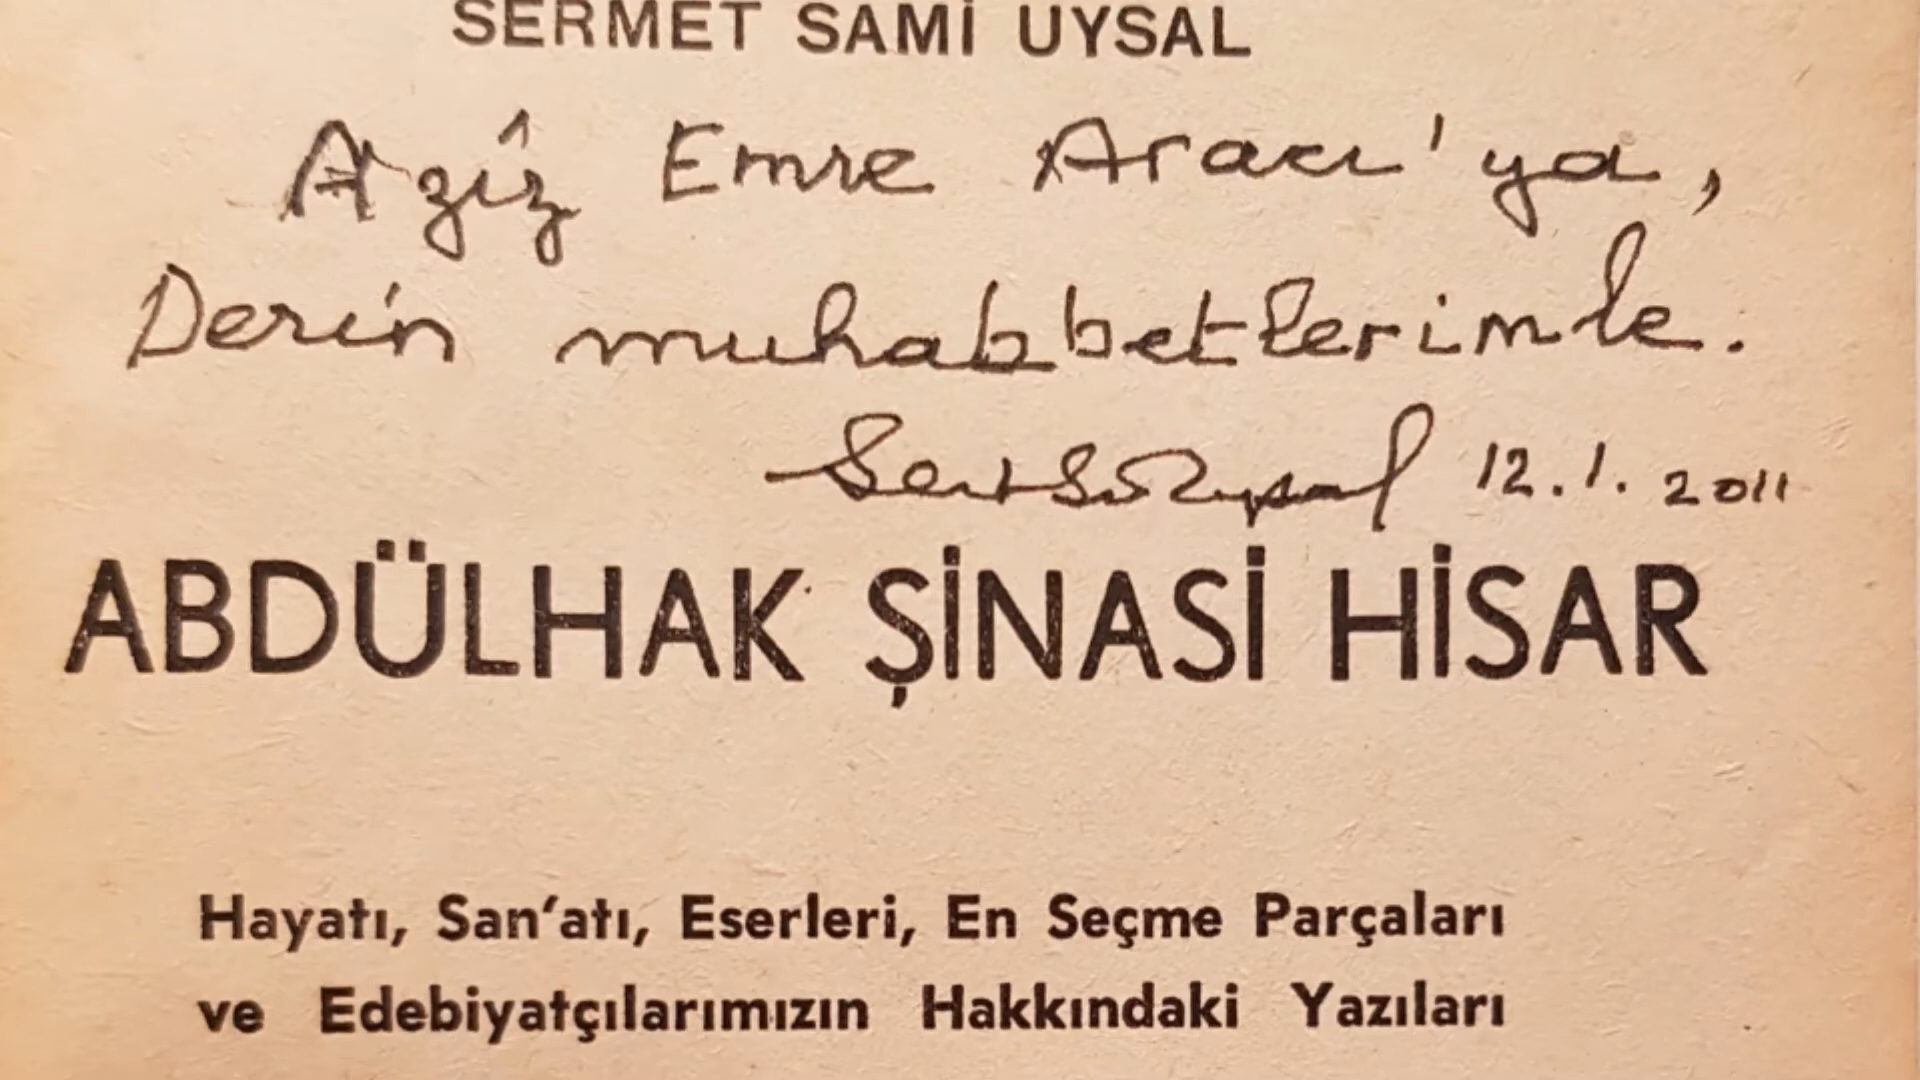 SERMET SAMİ UYSAL
Azîz Emre Aracı'ya,
Derin muhabbetlerimle.
12.1.2011
ABDÜLHAK ŞİNASİ HİSAR
Hayatı, San'atı, Eserleri, En Seçme Parçaları
ve Edebiyatçılarımızın Hakkındaki Yazıları